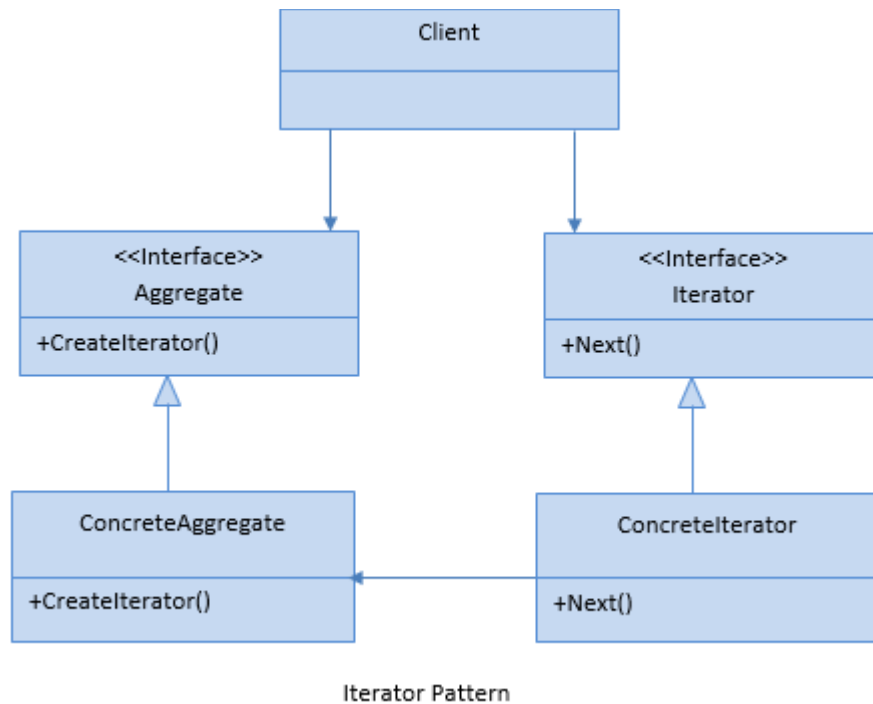 Client
<<Interface>>
Aggregate
+CreateIterator()
<<Interface>>
Iterator
+Next()
ConcreteAggregate
+CreateIterator()
ConcreteIterator
+Next()
Iterator Pattern